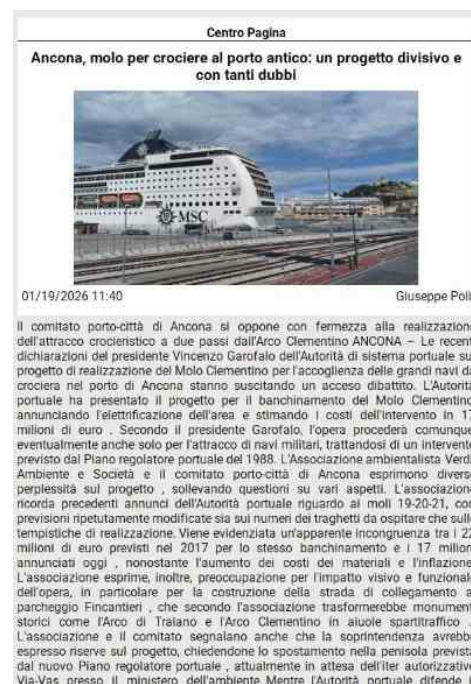 Centro Pagina
Ancona, molo per crociere al porto antico: un progetto divisivo e
con tanti dubbi
MSC
01/19/2026 11:40
Giuseppe Poli
Il comitato porto-città di Ancona si oppone con fermezza alla realizzazione
dell'attracco crocieristico a due passi dall'Arco Clementino ANCONA – Le recent
dichiarazioni del presidente Vincenzo Garofalo dell'Autorità di sistema portuale su
progetto di realizzazione del Molo Clementino per l'accoglienza delle grandi navi da
crociera nel porto di Ancona stanno suscitando un acceso dibattito. L'Autorità
portuale ha presentato il progetto per il banchinamento del Molo Clementino
annunciando l'elettrificazione dell'area e stimando i costi dell'intervento in 17
milioni di euro . Secondo il presidente Garofalo, l'opera procederà comunque
eventualmente anche solo per l'attracco di navi militari, trattandosi di un intervento
previsto dal Piano regolatore portuale del 1988. L'Associazione ambientalista Verdi
Ambiente e Società e il comitato porto-città di Ancona esprimono diverse
perplessità sul progetto , sollevando questioni su vari aspetti. L'associazione
ricorda precedenti annunci dell'Autorità portuale riguardo ai moli 19-20-21, con
previsioni ripetutamente modificate sia sui numeri dei traghetti da ospitare che sulle
tempistiche di realizzazione. Viene evidenziata un'apparente incongruenza tra i 22
milioni di euro previsti nel 2017 per lo stesso banchinamento e i 17 milion
annunciati oggi , nonostante l'aumento dei costi dei materiali e l'inflazione
L'associazione esprime, inoltre, preoccupazione per l'impatto visivo e funzionale
dell'opera, in particolare per la costruzione della strada di collegamento al
parcheggio Fincantieri , che secondo l'associazione trasformerebbe monument
storici come l'Arco di Traiano e l'Arco Clementino in aiuole spartitraffico .
L'associazione e il comitato segnalano anche che la soprintendenza avrebbe
espresso riserve sul progetto, chiedendone lo spostamento nella penisola prevista
dal nuovo Piano regolatore portuale , attualmente in attesa dell'iter autorizzativo
Via-Vas presso il ministero dell'ambiente Mentre l'Autorità portuale difende i